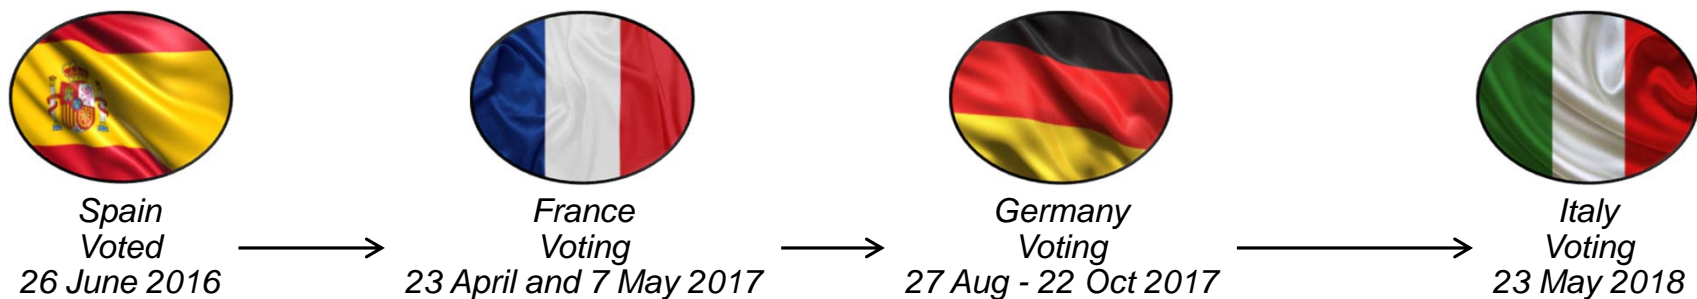 Spain
Voted
26 June 2016
France
Voting
23 April and 7 May 2017
Germany
Voting
27 Aug - 22 Oct 2017
Italy
Voting
23 May 2018